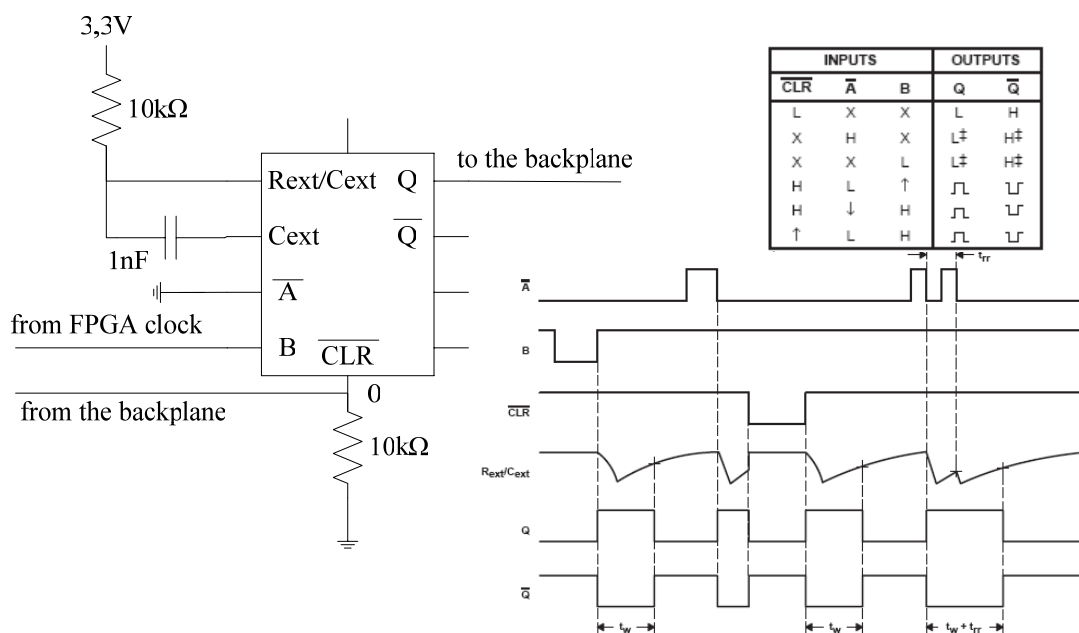 3,3V
10kΩ
Rext/Cext Q
to the backplane
Cext Q
1nF
A
from FPGA clock
B CLR
from the backplane
0
10kΩ
INPUTS OUTPUTS
CLR A B Q Q
L X X L H
X H X L‡ H‡
X X L L‡ H‡
H L ↑
H ↓ H
↑ L H
trr
A
B
CLR
Rext/Cext
Q
Q
tw tw tw + trr